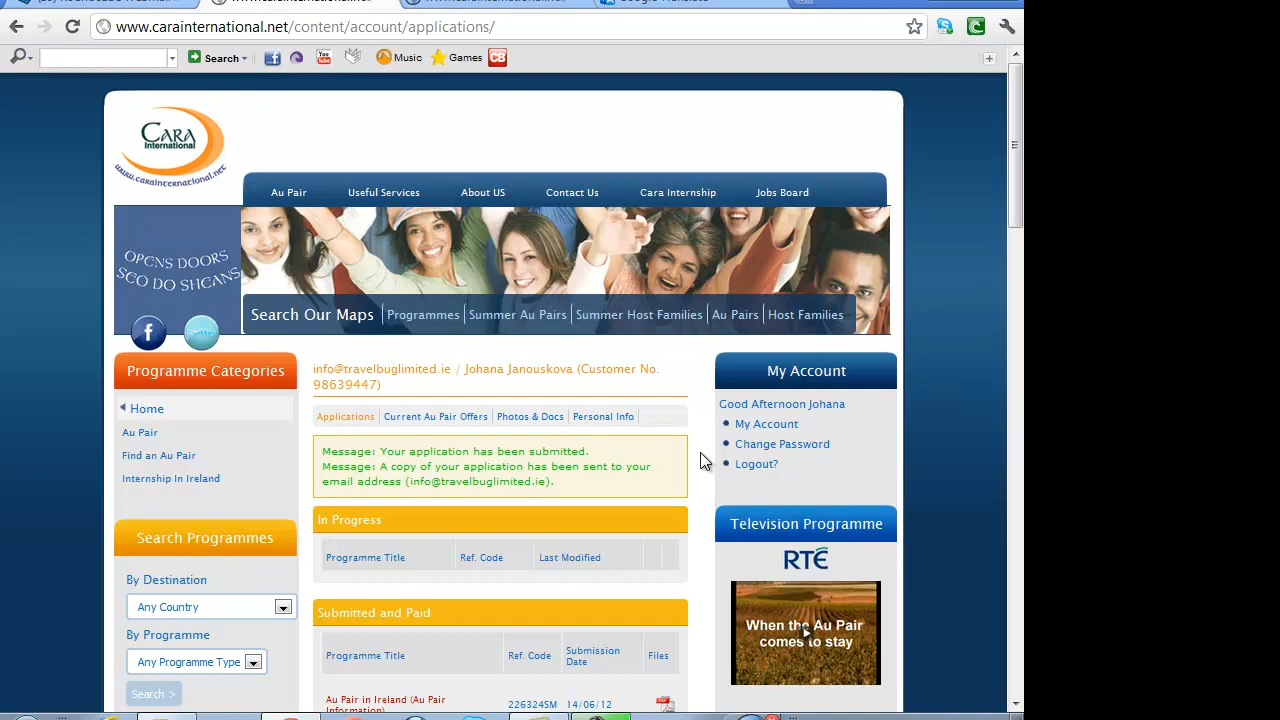 www.carainternational.net/content/account/applications/
Search
You
Tube
Music
Games
CB
CARA
International
www.carainternational.net
Au Pair
Useful Services
About US
Contact Us
Cara Internship
Jobs Board
OPENS DOORS
SEO DO SHEANS
Search Our Maps
Programmes
Summer Au Pairs
Summer Host Families
Au Pairs
Host Families
f
twitter
Programme Categories
Home
Au Pair
Find an Au Pair
Internship In Ireland
Search Programmes
By Destination
Any Country
By Programme
Any Programme Type
Search >
info@travelbuglimited.ie / Johana Janouskova (Customer No.
98639447)
Applications
Current Au Pair Offers
Photos & Docs
Personal Info
Message: Your application has been submitted.
Message: A copy of your application has been sent to your
email address (info@travelbuglimited.ie).
In Progress
Programme Title
Ref. Code
Last Modified
Submitted and Paid
Programme Title
Ref. Code
Submission
Date
Files
Au Pair in Ireland (Au Pair
Information)
226324SM
14/06/12
My Account
Good Afternoon Johana
My Account
Change Password
Logout?
Television Programme
RTÉ
When the Au Pair
comes to stay